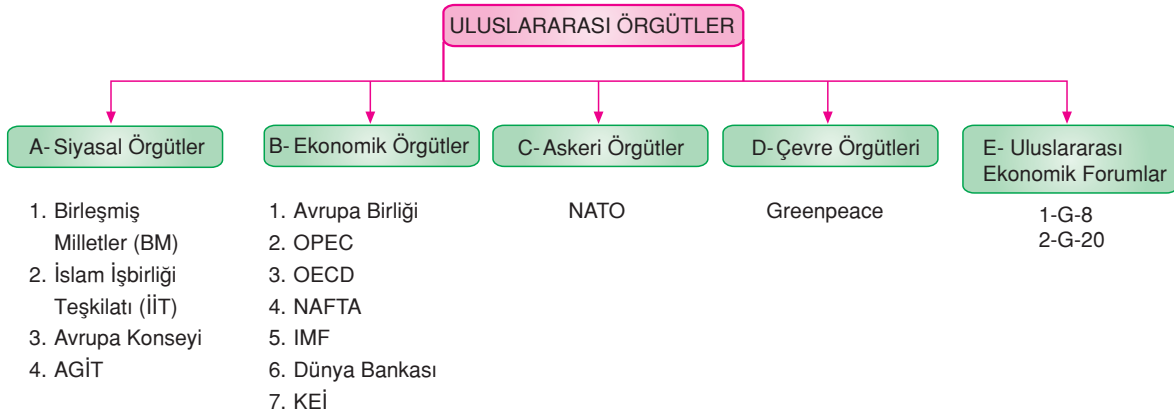 ULUSLARARASI ÖRGÜTLER
A- Siyasal Örgütler
1. Birleşmiş
Milletler (BM)
2. İslam İşbirliği
Teşkilatı (İİT)
3. Avrupa Konseyi
4. AGİT
B- Ekonomik Örgütler
1. Avrupa Birliği
2. OPEC
3. OECD
4. NAFTA
5. IMF
6. Dünya Bankası
7. KEİ
C- Askeri Örgütler
NATO
D- Çevre Örgütleri
Greenpeace
E- Uluslararası
Ekonomik Forumlar
1-G-8
2-G-20